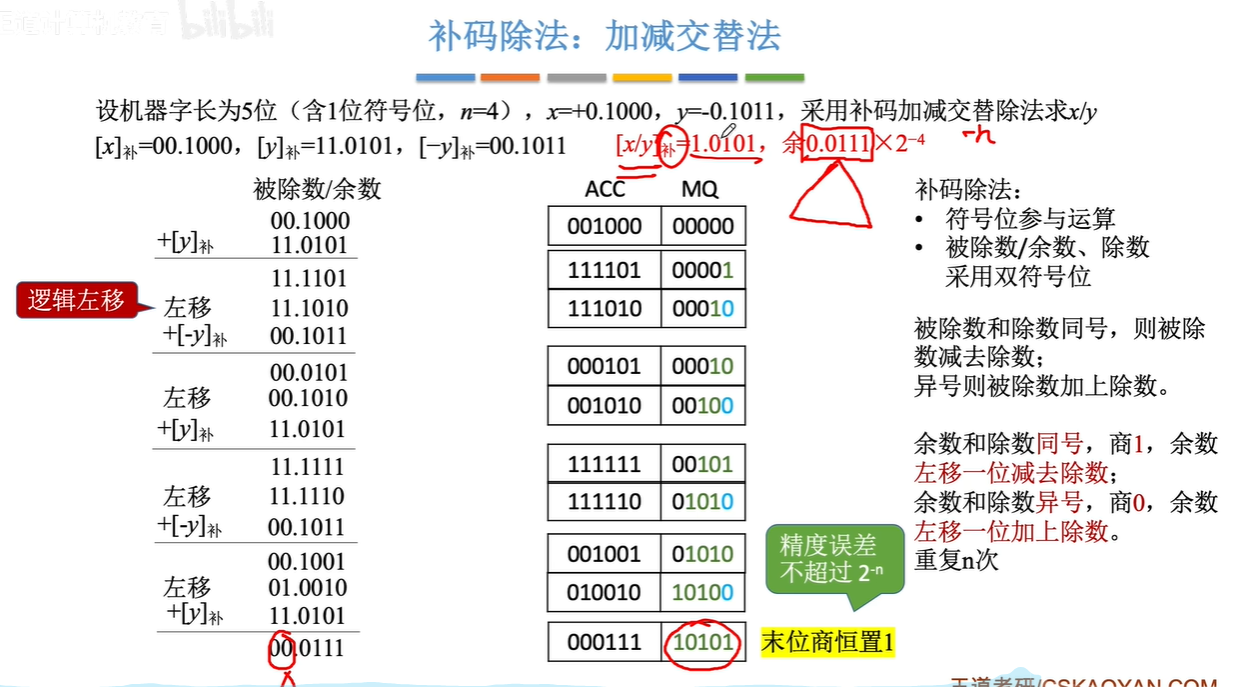 bilibili
补码除法：加减交替法
设机器字长为5位（含1位符号位，n=4），x=+0.1000，y=-0.1011，采用补码加减交替除法求x/y
[x]补=00.1000，[y]补=11.0101，[−y]补=00.1011
[x/y]补=1.0101，余0.0111×2⁻⁴
-n
被除数/余数
00.1000
+[y]补 11.0101
11.1101
逻辑左移
左移 11.1010
+[-y]补 00.1011
00.0101
左移 00.1010
+[y]补 11.0101
11.1111
左移 11.1110
+[-y]补 00.1011
00.1001
左移 01.0010
+[y]补 11.0101
00.0111
ACC MQ
001000 00000
111101 00001
111010 00010
000101 00010
001010 00100
111111 00101
111110 01010
001001 01010
010010 10100
000111 10101
末位商恒置1
精度误差
不超过 2⁻ⁿ
补码除法：
• 符号位参与运算
• 被除数/余数、除数
采用双符号位
被除数和除数同号，则被除
数减去除数；
异号则被除数加上除数。
余数和除数同号，商1，余数
左移一位减去除数；
余数和除数异号，商0，余数
左移一位加上除数。
重复n次
王道考研/CSKAOYAN.COM